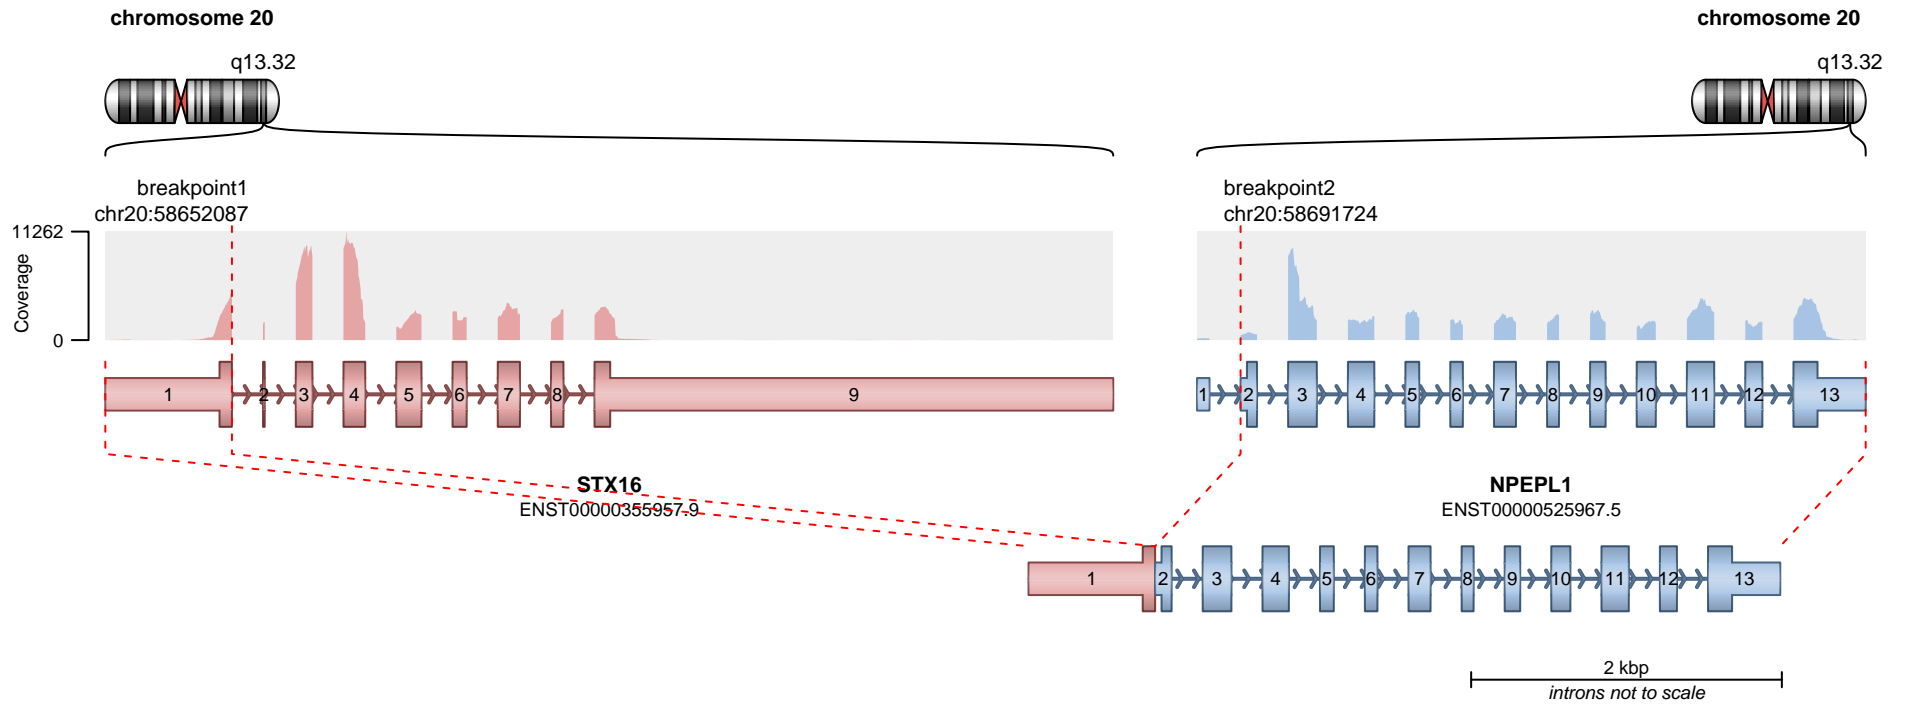 chromosome 20
chromosome 20
q13.32
q13.32
breakpoint1
chr20:58652087
breakpoint2
chr20:58691724
11262
Coverage
0
1 2 3 4 5 6 7 8 9
1 2 3 4 5 6 7 8 9 10 11 12 13
STX16
ENST00000355957.9
NPEPL1
ENST00000525967.5
1 2 3 4 5 6 7 8 9 10 11 12 13
2 kbp
introns not to scale